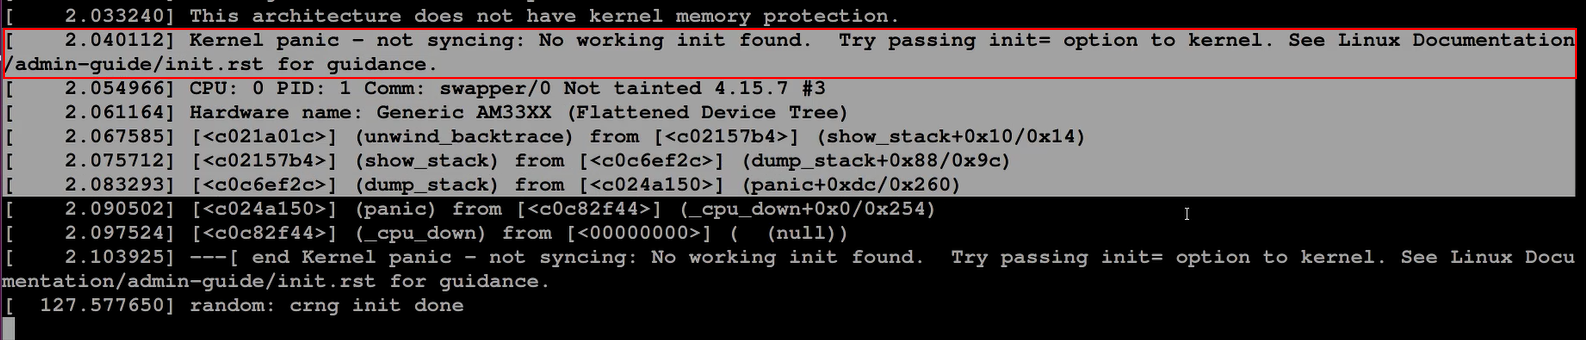 [    2.033240] This architecture does not have kernel memory protection.
[    2.040112] Kernel panic - not syncing: No working init found.  Try passing init= option to kernel. See Linux Documentation
/admin-guide/init.rst for guidance.
[    2.054966] CPU: 0 PID: 1 Comm: swapper/0 Not tainted 4.15.7 #3
[    2.061164] Hardware name: Generic AM33XX (Flattened Device Tree)
[    2.067585] [<c021a01c>] (unwind_backtrace) from [<c02157b4>] (show_stack+0x10/0x14)
[    2.075712] [<c02157b4>] (show_stack) from [<c0c6ef2c>] (dump_stack+0x88/0x9c)
[    2.083293] [<c0c6ef2c>] (dump_stack) from [<c024a150>] (panic+0xdc/0x260)
[    2.090502] [<c024a150>] (panic) from [<c0c82f44>] (_cpu_down+0x0/0x254)
[    2.097524] [<c0c82f44>] (_cpu_down) from [<00000000>] (  (null))
[    2.103925] ---[ end Kernel panic - not syncing: No working init found.  Try passing init= option to kernel. See Linux Docu
mentation/admin-guide/init.rst for guidance.
[  127.577650] random: crng init done